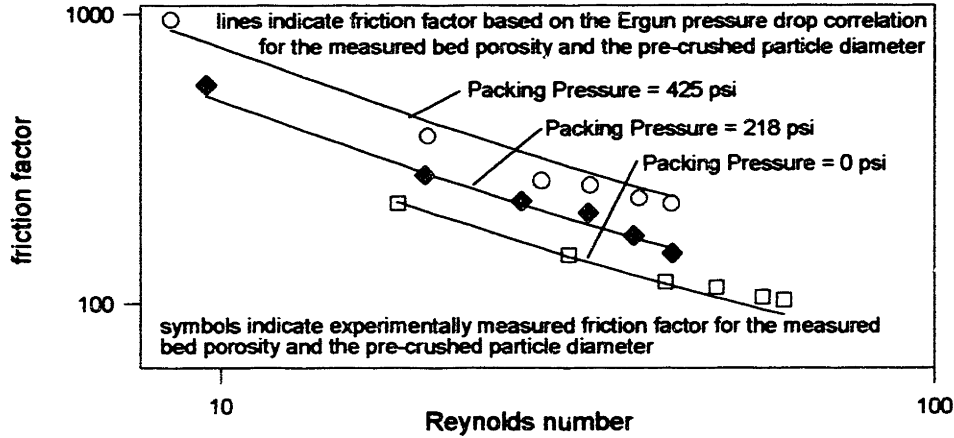 1000
lines indicate friction factor based on the Ergun pressure drop correlation
for the measured bed porosity and the pre-crushed particle diameter
Packing Pressure = 425 psi
Packing Pressure = 218 psi
Packing Pressure = 0 psi
friction factor
100
symbols indicate experimentally measured friction factor for the measured
bed porosity and the pre-crushed particle diameter
10
100
Reynolds number